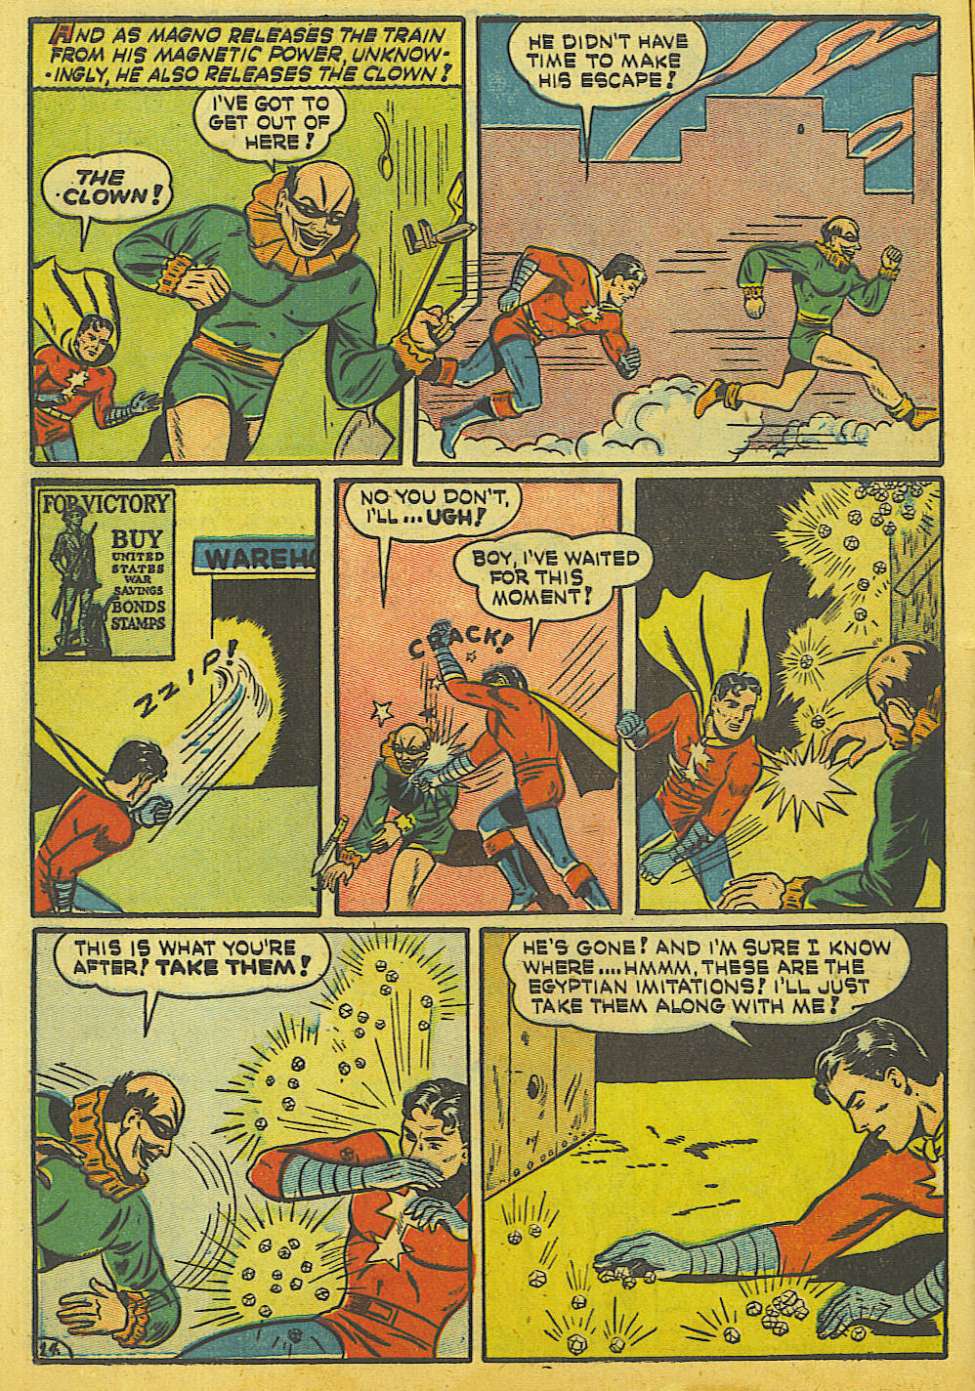 AND AS MAGNO RELEASES THE TRAIN
FROM HIS MAGNETIC POWER, UNKNOW-
-INGLY, HE ALSO RELEASES THE CLOWN!
I'VE GOT TO
GET OUT OF
HERE!
THE
CLOWN!
HE DIDN'T HAVE
TIME TO MAKE
HIS ESCAPE!
FOR VICTORY
BUY
UNITED
STATES
WAR
SAVINGS
BONDS
STAMPS
WAREHO
ZZIP!
NO YOU DON'T,
I'LL... UGH!
BOY, I'VE WAITED
FOR THIS
MOMENT!
CRACK!
THIS IS WHAT YOU'RE
AFTER! TAKE THEM!
HE'S GONE! AND I'M SURE I KNOW
WHERE....HMMM, THESE ARE THE
EGYPTIAN IMITATIONS! I'LL JUST
TAKE THEM ALONG WITH ME!